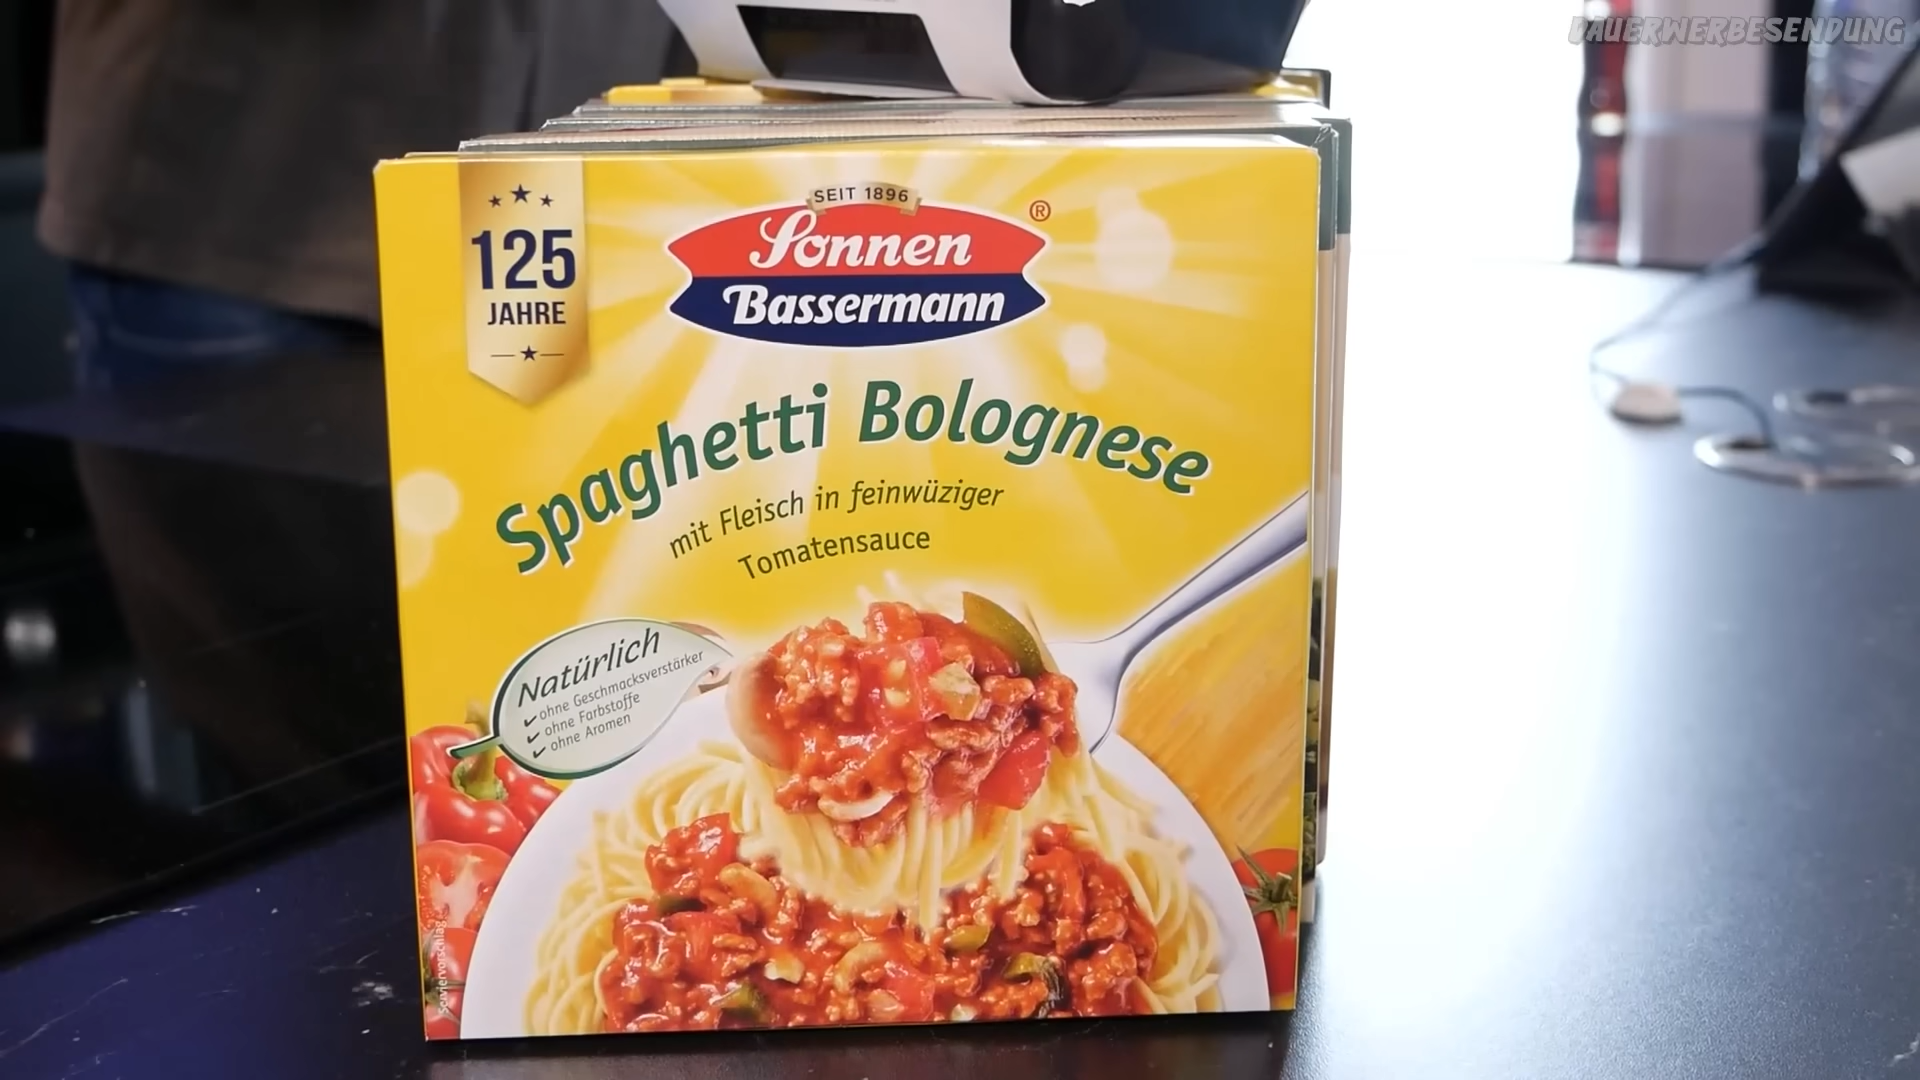 DAUERWERBESENDUNG
125
JAHRE
SEIT 1896
Sonnen
®
Bassermann
Spaghetti Bolognese
mit Fleisch in feinwüziger
Tomatensauce
Natürlich
ohne Geschmacksverstärker
ohne Farbstoffe
ohne Aromen
Serviervorschlag